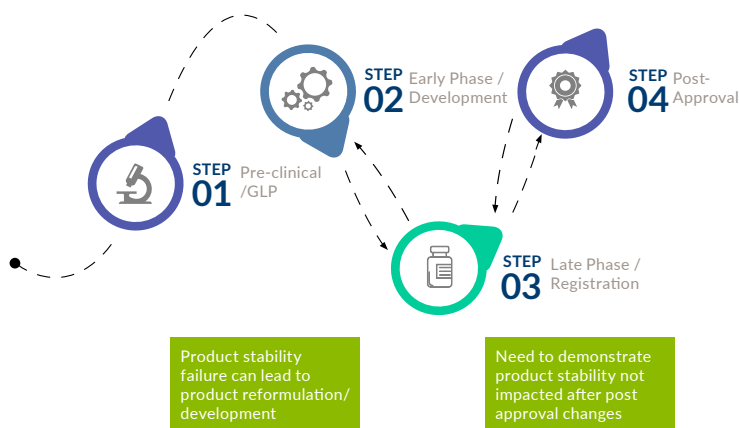 STEP
01
Pre-clinical
/GLP
STEP
02
Early Phase /
Development
STEP
03
Late Phase /
Registration
STEP
04
Post-
Approval
Product stability
failure can lead to
product reformulation/
development
Need to demonstrate
product stability not
impacted after post
approval changes